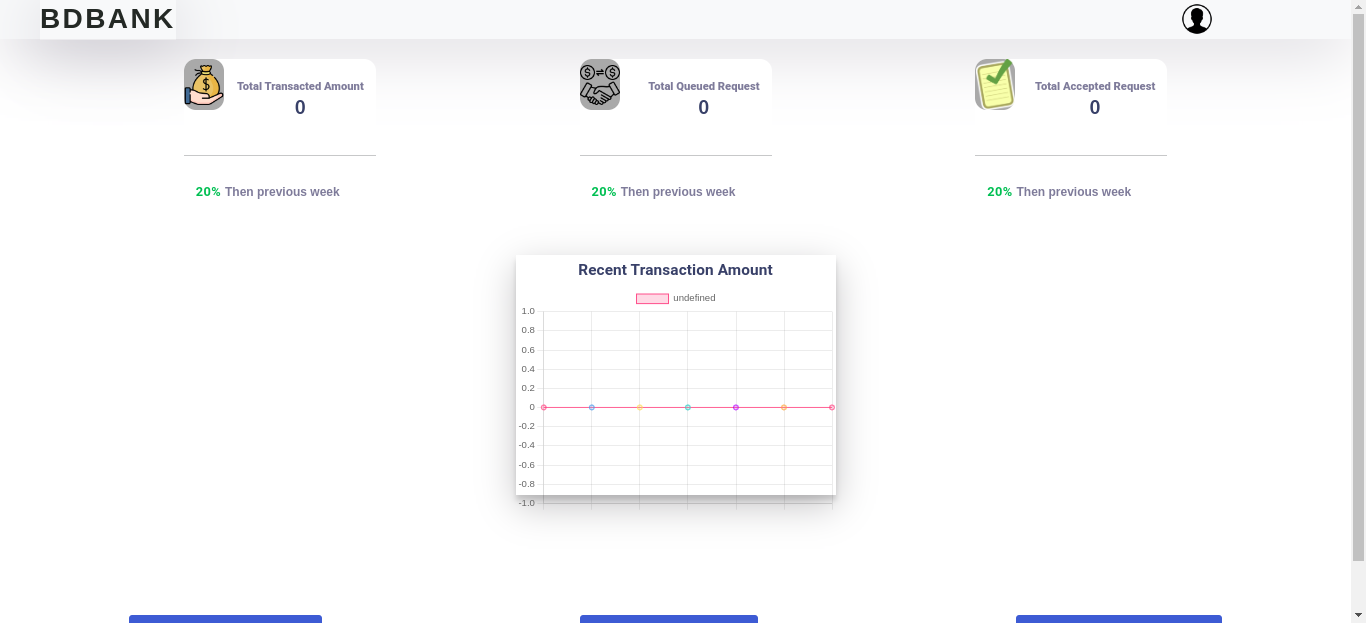 BDBANK
Total Transacted Amount
0
Total Queued Request
0
Total Accepted Request
0
20% Then previous week
20% Then previous week
20% Then previous week
Recent Transaction Amount
undefined
1.0
0.8
0.6
0.4
0.2
0
-0.2
-0.4
-0.6
-0.8
-1.0